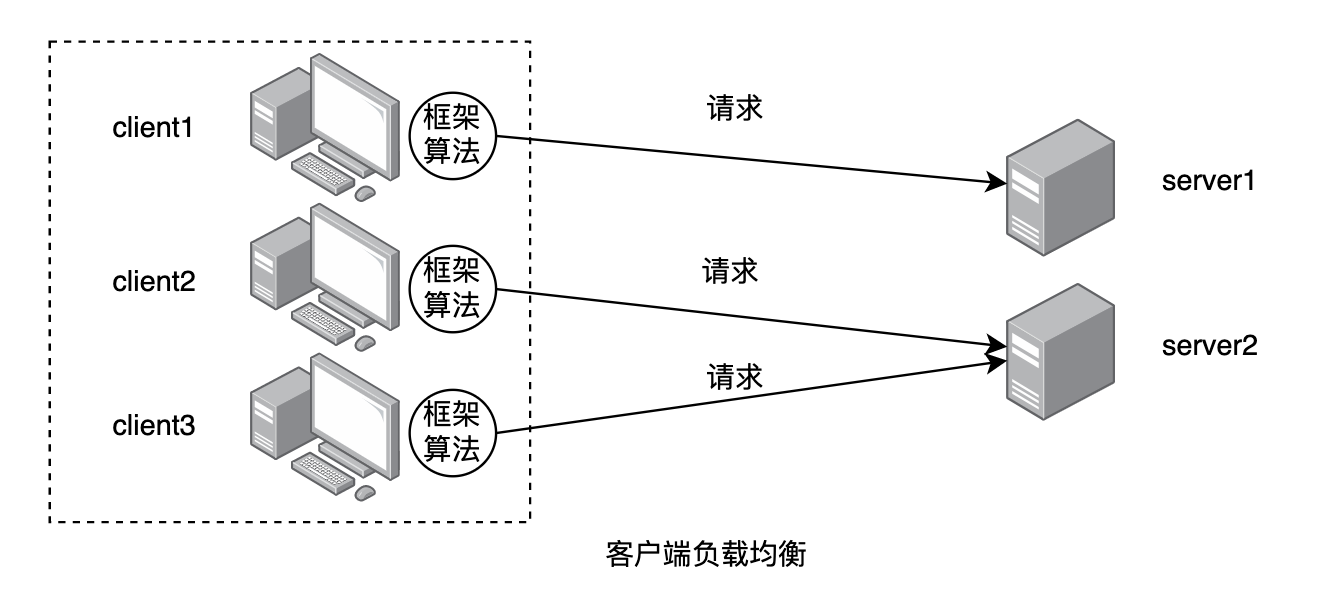 client1
框架
算法
请求
server1
client2
框架
算法
请求
server2
client3
框架
算法
请求
客户端负载均衡